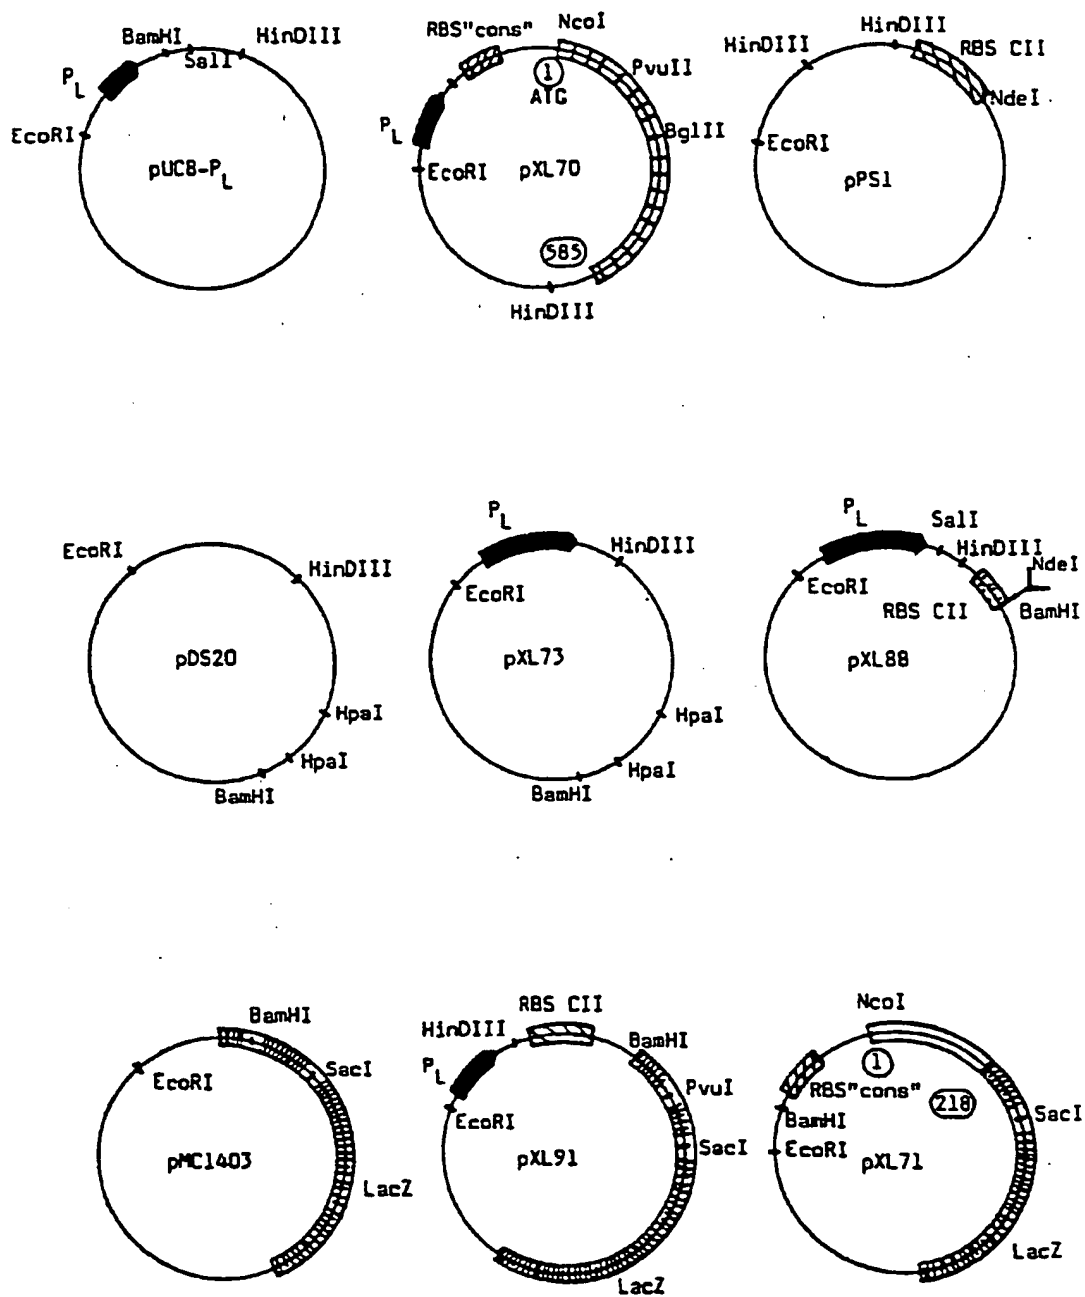 BamHI
SalI
HinDIII
P_L
EcoRI
pUC8-P_L
RBS"cons"
NcoI
1
ATG
PvuII
P_L
BglII
EcoRI
pXL70
585
HinDIII
HinDIII
HinDIII
RBS CII
NdeI
EcoRI
pPS1
EcoRI
HinDIII
pDS20
HpaI
HpaI
BamHI
P_L
HinDIII
EcoRI
pXL73
HpaI
HpaI
BamHI
P_L
SalI
HinDIII
NdeI
EcoRI
RBS CII
BamHI
pXL88
BamHI
EcoRI
SacI
pMC1403
LacZ
RBS CII
HinDIII
BamHI
P_L
PvuI
EcoRI
SacI
pXL91
LacZ
NcoI
1
RBS"cons"
218
BamHI
SacI
EcoRI
pXL71
LacZ